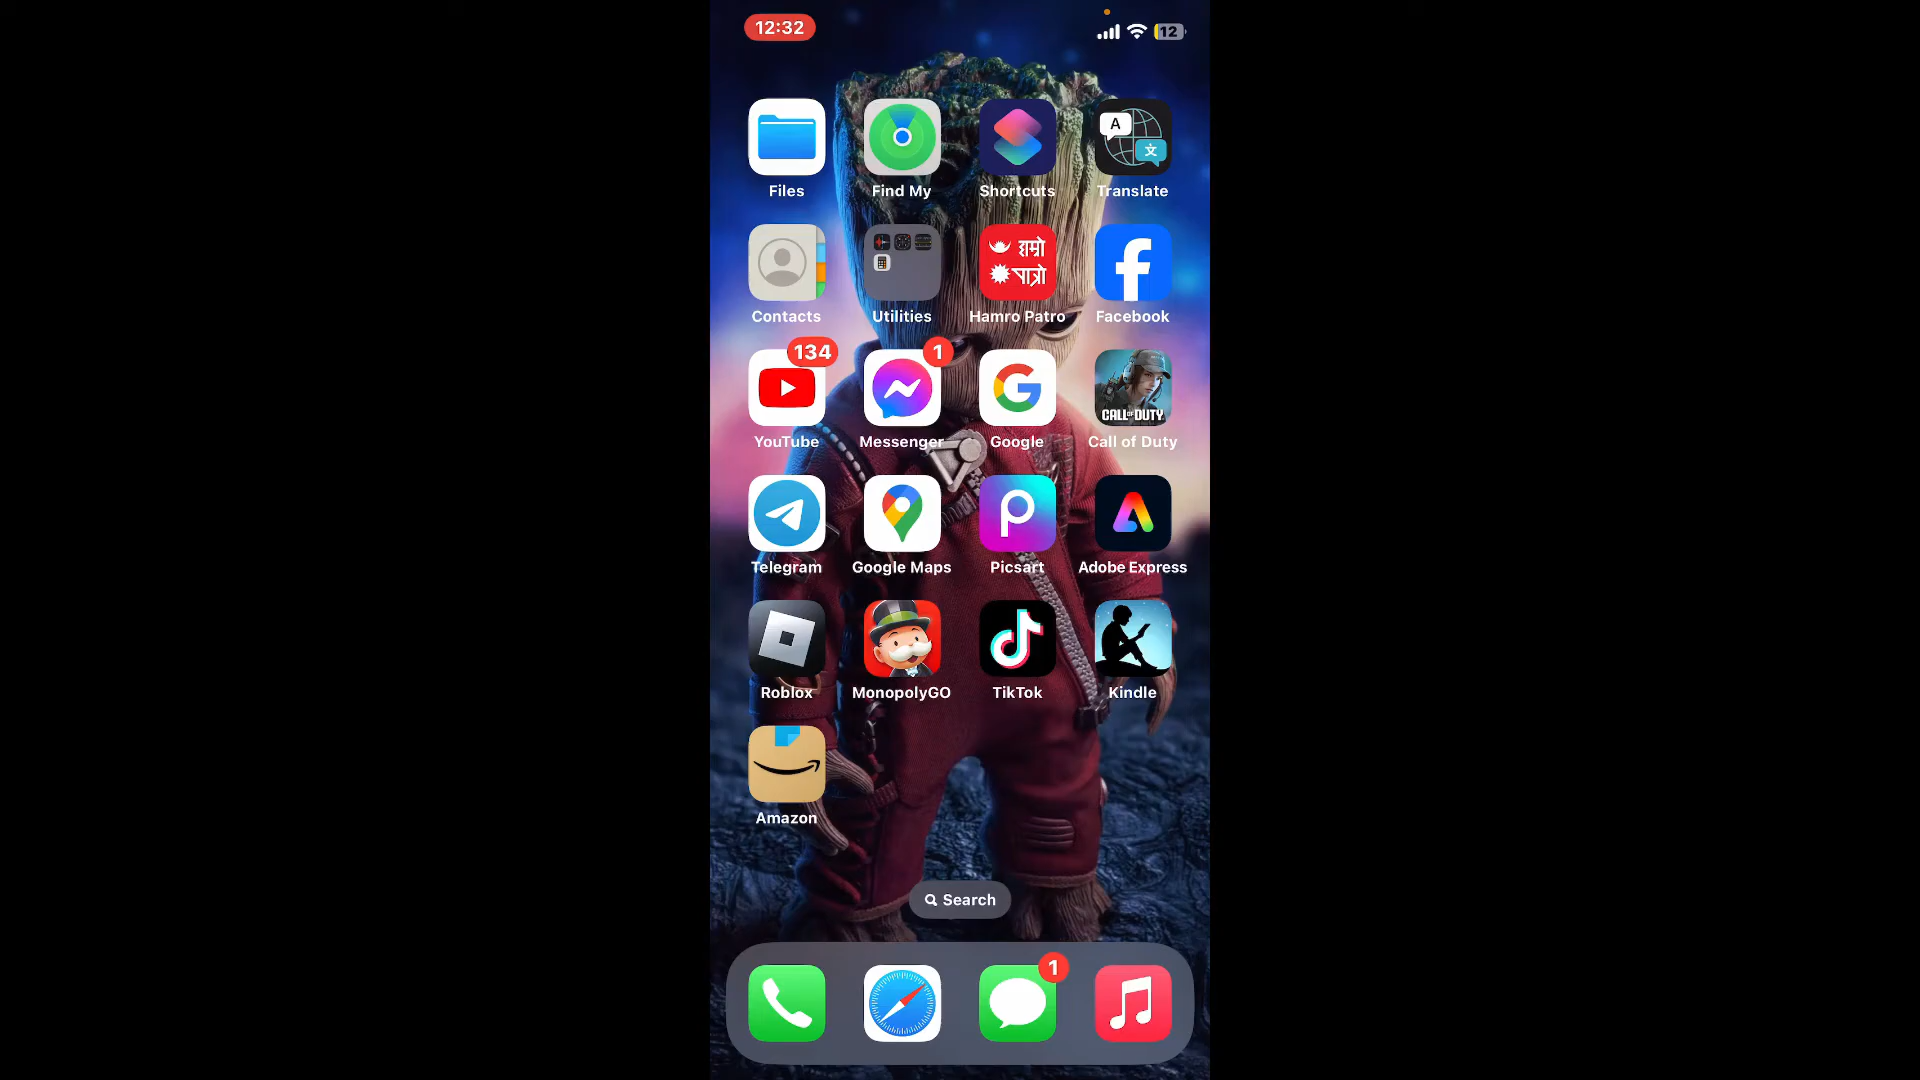 12:32
12
A
文
Files
Find My
Shortcuts
Translate
हाम्रो
पात्रो
Contacts
Utilities
Hamro Patro
Facebook
134
1
CALL OF DUTY
YouTube
Messenger
Google
Call of Duty
Telegram
Google Maps
Picsart
Adobe Express
Roblox
MonopolyGO
TikTok
Kindle
Amazon
Search
1